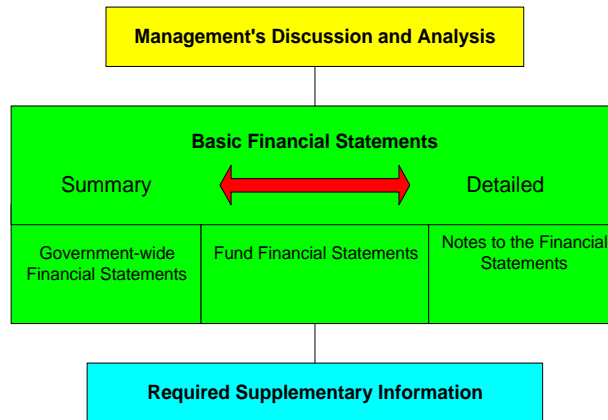 Management's Discussion and Analysis
Basic Financial Statements
Summary
Detailed
Government-wide
Financial Statements
Fund Financial Statements
Notes to the Financial
Statements
Required Supplementary Information